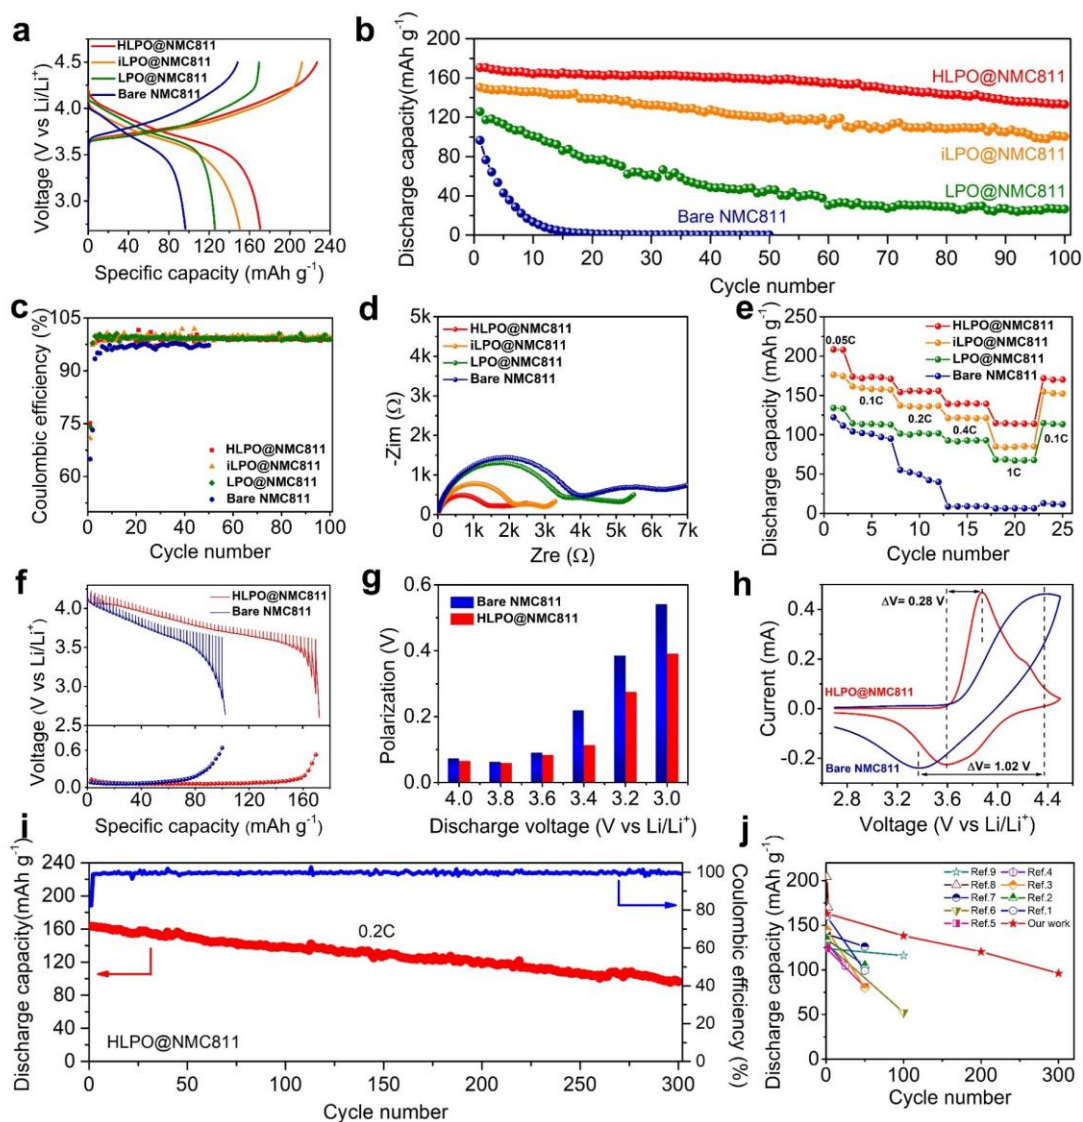 a
HLPO@NMC811
iLPO@NMC811
LPO@NMC811
Bare NMC811
4.5
4.0
3.5
3.0
Voltage (V vs Li/Li⁺)
0 40 80 120 160 200 240
Specific capacity (mAh g⁻¹)
b
200
160
120
80
40
0
Discharge capacity(mAh g⁻¹)
HLPO@NMC811
iLPO@NMC811
LPO@NMC811
Bare NMC811
0 10 20 30 40 50 60 70 80 90 100
Cycle number
c
105
90
75
60
Coulombic efficiency (%)
HLPO@NMC811
iLPO@NMC811
LPO@NMC811
Bare NMC811
0 20 40 60 80 100
Cycle number
d
5k
4k
3k
2k
1k
0
-Zim (Ω)
HLPO@NMC811
iLPO@NMC811
LPO@NMC811
Bare NMC811
0 1k 2k 3k 4k 5k 6k 7k
Zre (Ω)
e
250
200
150
100
50
0
Discharge capacity (mAh g⁻¹)
HLPO@NMC811
iLPO@NMC811
LPO@NMC811
Bare NMC811
0.05C
0.1C
0.2C
0.4C
1C
0.1C
0 5 10 15 20 25
Cycle number
f
HLPO@NMC811
Bare NMC811
4.0
3.5
3.0
2.5
0.6
0.0
Voltage (V vs Li/Li⁺)
0 40 80 120 160
Specific capacity (mAh g⁻¹)
g
0.6
0.4
0.2
0.0
Polarization (V)
Bare NMC811
HLPO@NMC811
4.0 3.8 3.6 3.4 3.2 3.0
Discharge voltage (V vs Li/Li⁺)
h
0.4
0.2
0.0
-0.2
Current (mA)
ΔV= 0.28 V
HLPO@NMC811
Bare NMC811
ΔV= 1.02 V
2.8 3.2 3.6 4.0 4.4
Voltage (V vs Li/Li⁺)
i
240
200
160
120
80
40
0
Discharge capacity(mAh g⁻¹)
0.2C
HLPO@NMC811
100
80
60
40
20
0
Coulombic efficiency (%)
0 50 100 150 200 250 300
Cycle number
j
200
150
100
50
0
Discharge capacity (mAh g⁻¹)
Ref.9 Ref.4
Ref.8 Ref.3
Ref.7 Ref.2
Ref.6 Ref.1
Ref.5 Our work
0 100 200 300
Cycle number